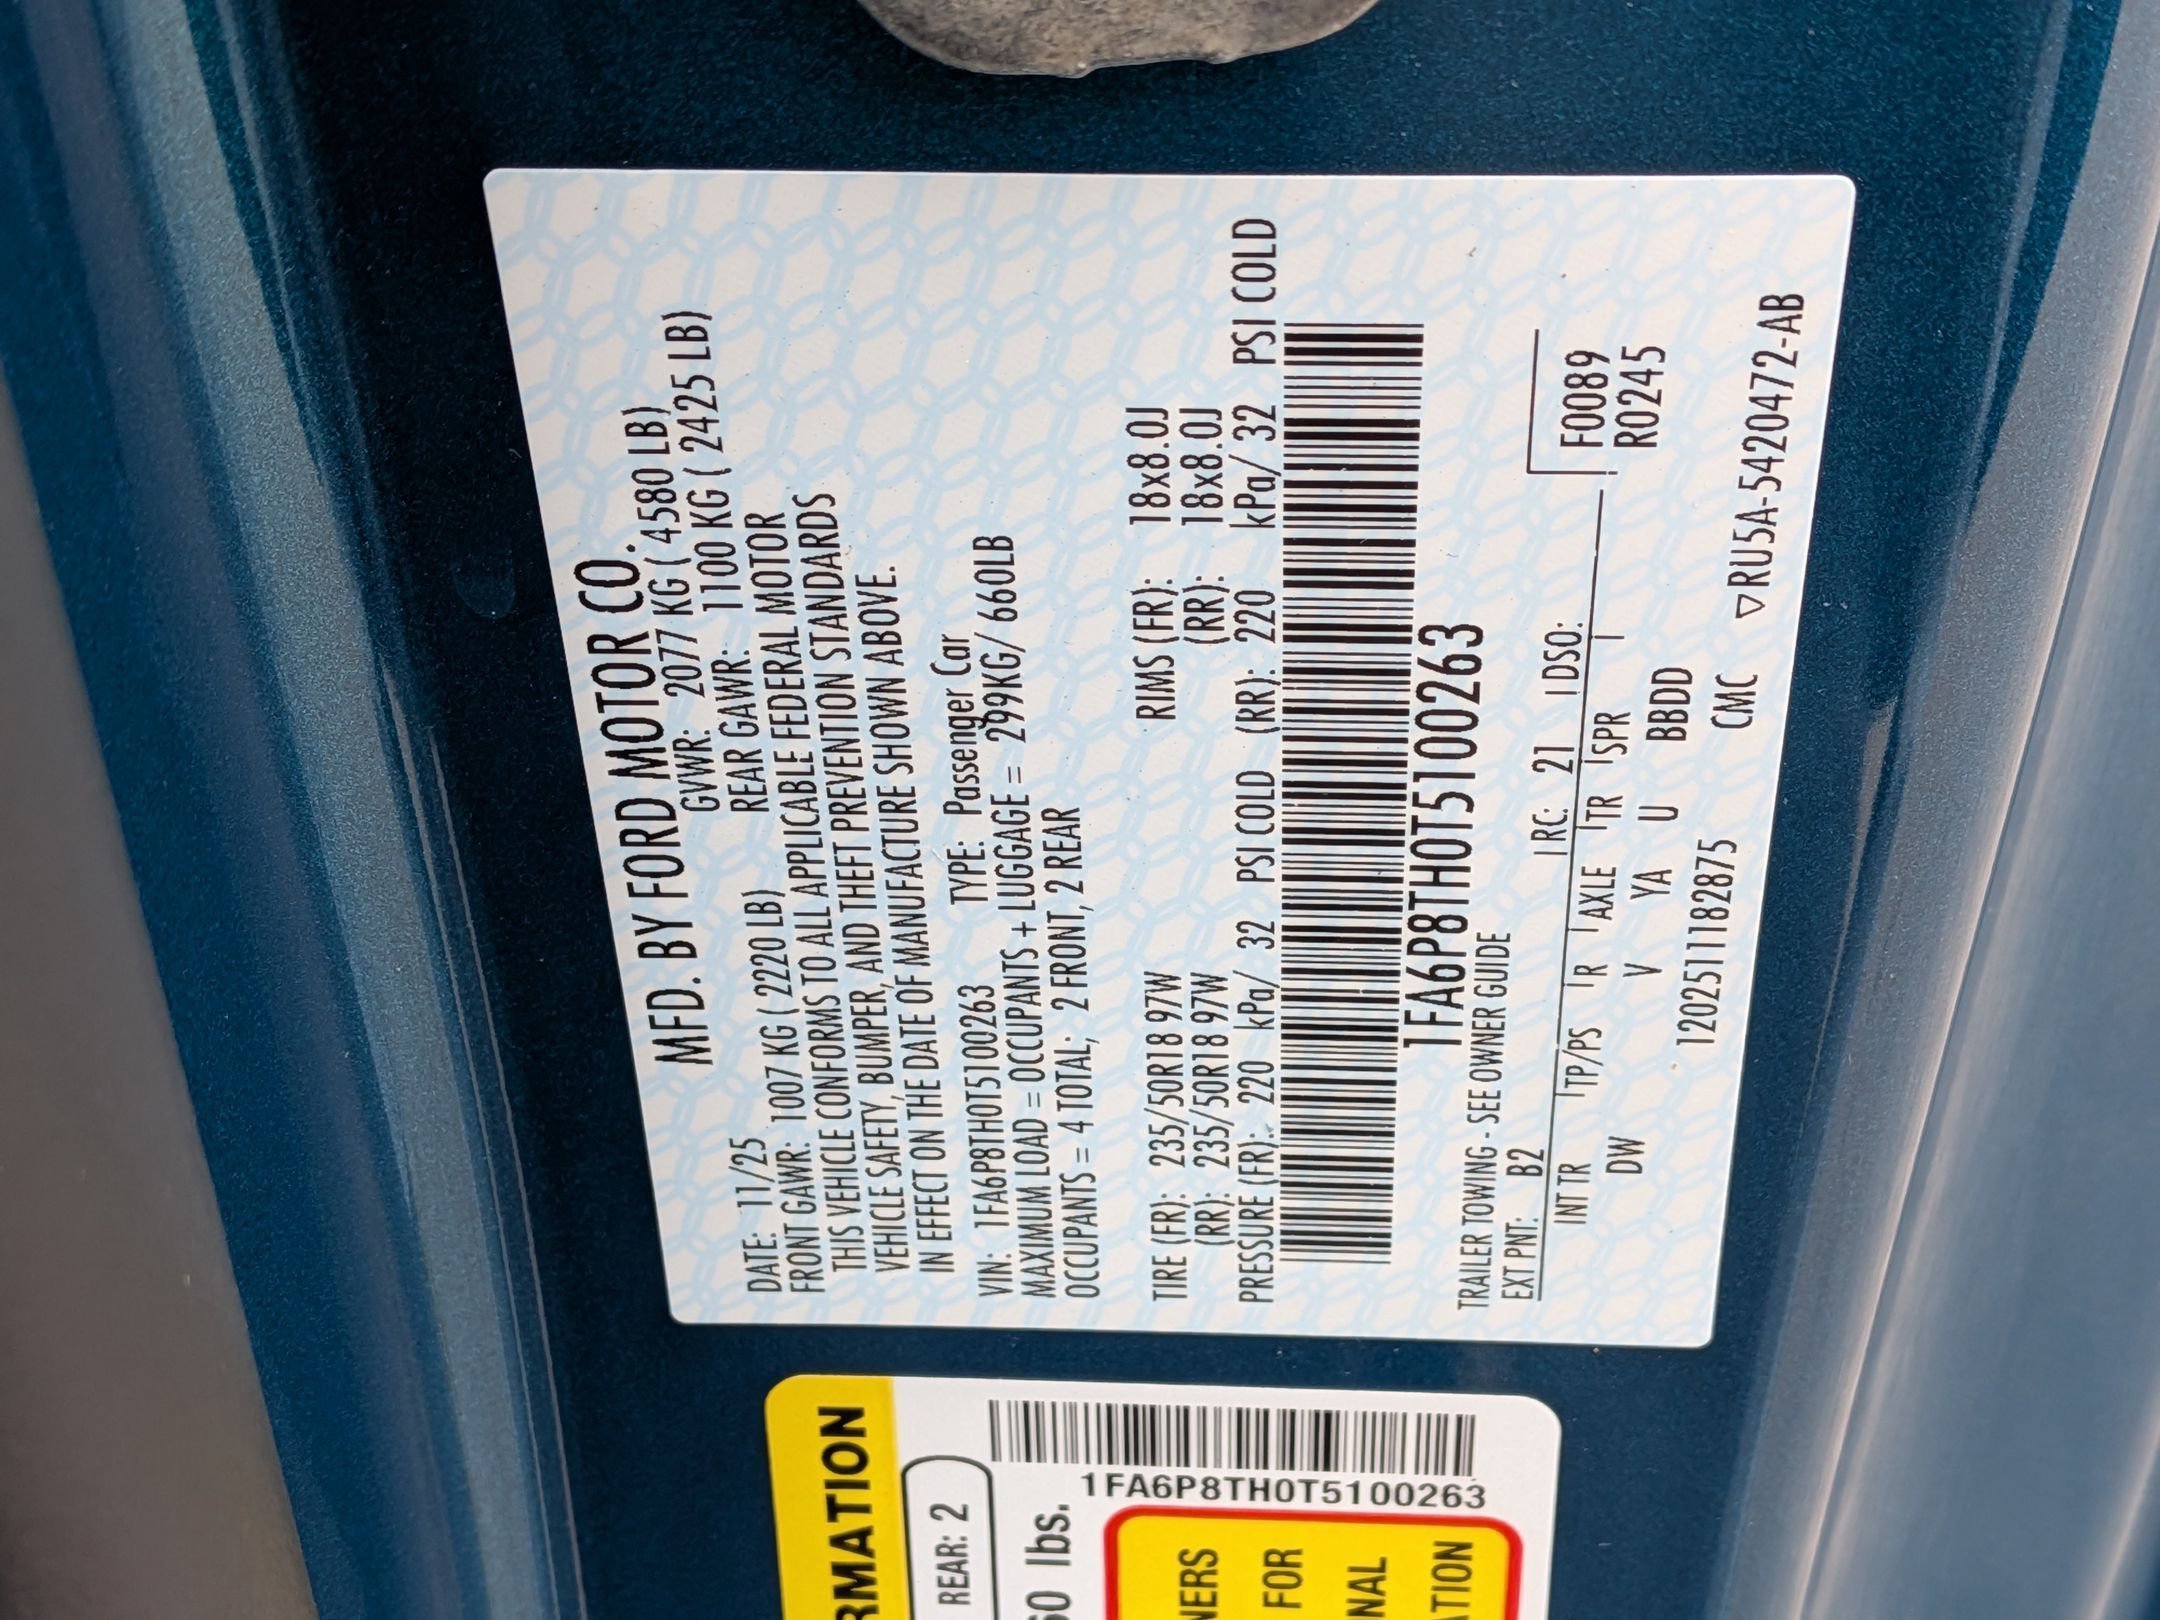 MFD. BY FORD MOTOR CO.
DATE: 11/25 GVWR: 2077 KG ( 4580 LB)
FRONT GAWR: 1007 KG ( 2220 LB) REAR GAWR: 1100 KG ( 2425 LB)
THIS VEHICLE CONFORMS TO ALL APPLICABLE FEDERAL MOTOR
VEHICLE SAFETY, BUMPER, AND THEFT PREVENTION STANDARDS
IN EFFECT ON THE DATE OF MANUFACTURE SHOWN ABOVE.
VIN: 1FA6P8TH0T5100263 TYPE: Passenger Car
MAXIMUM LOAD = OCCUPANTS + LUGGAGE = 299KG/ 660LB
OCCUPANTS = 4 TOTAL; 2 FRONT, 2 REAR
TIRE (FR): 235/50R18 97W RIMS (FR): 18x8.0J
(RR): 235/50R18 97W (RR): 18x8.0J
PRESSURE (FR): 220 kPa/ 32 PSI COLD (RR): 220 kPa/ 32 PSI COLD
1FA6P8TH0T5100263
TRAILER TOWING - SEE OWNER GUIDE
EXT PNT: B2 RC: 21 DSO:
INT TR TP/PS R AXLE TR SPR
DW V YA U BBDD
F0089
R0245
1202511182875 CMC ▽RU5A-5420472-AB
RMATION
REAR: 2
60 lbs.
1FA6P8TH0T5100263
NERS
FOR
NAL
ATION